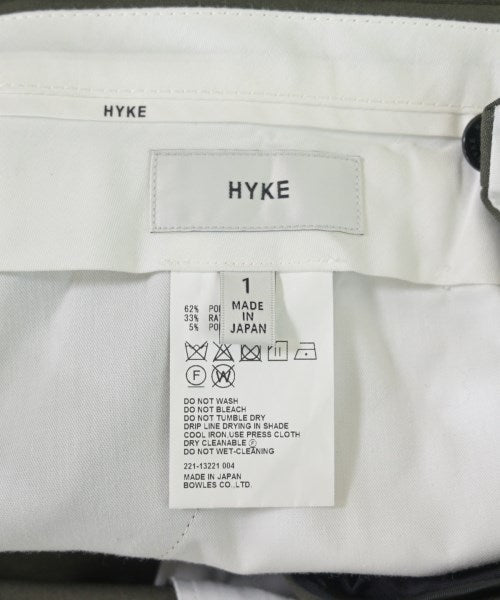 HYKE
HYKE
1
MADE
IN
JAPAN
62%
33%
5%
F
W
DO NOT WASH
DO NOT BLEACH
DO NOT TUMBLE DRY
DRIP LINE DRYING IN SHADE
COOL IRON,USE PRESS CLOTH
DRY CLEANABLE Ⓕ
DO NOT WET-CLEANING
221-13221 004
MADE IN JAPAN
BOWLES CO.,LTD.